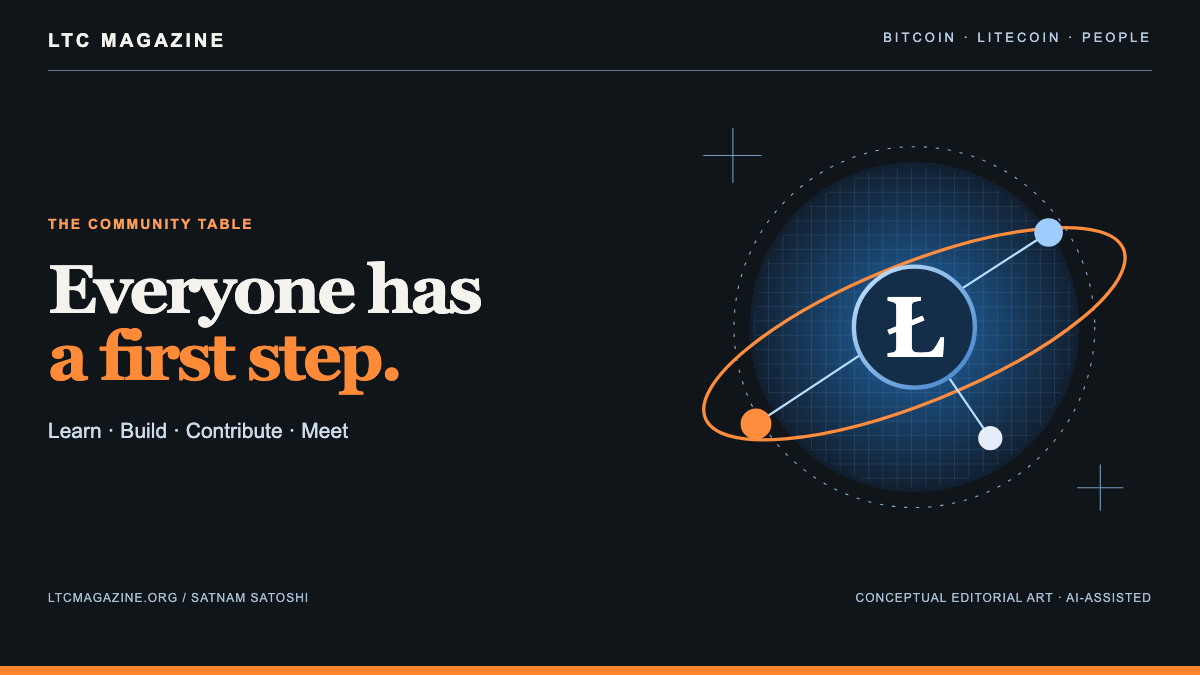 LTC MAGAZINE
BITCOIN · LITECOIN · PEOPLE
THE COMMUNITY TABLE
Everyone has
a first step.
Learn · Build · Contribute · Meet
Ł
LTCMAGAZINE.ORG / SATNAM SATOSHI
CONCEPTUAL EDITORIAL ART · AI-ASSISTED